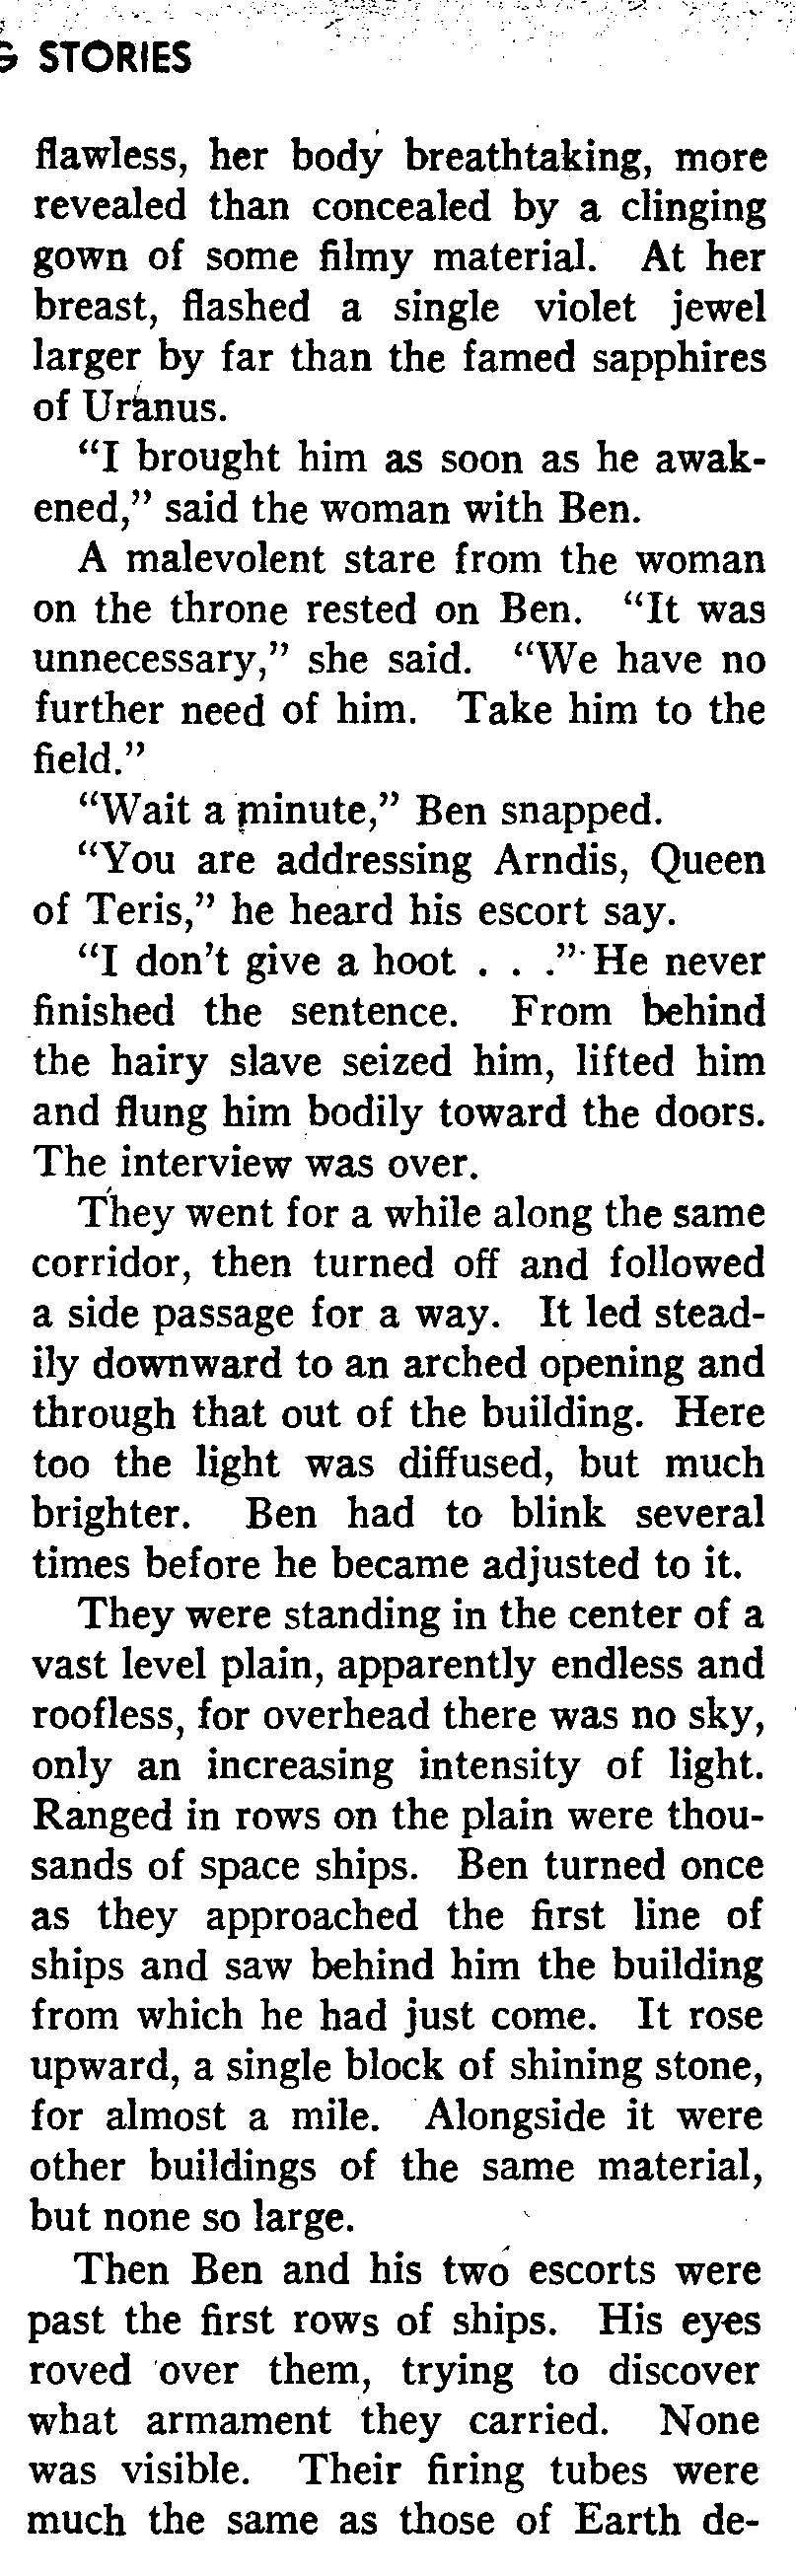 STORIES
flawless, her body breathtaking, more
revealed than concealed by a clinging
gown of some filmy material. At her
breast, flashed a single violet jewel
larger by far than the famed sapphires
of Uranus.
"I brought him as soon as he awak-
ened," said the woman with Ben.
A malevolent stare from the woman
on the throne rested on Ben. "It was
unnecessary," she said. "We have no
further need of him. Take him to the
field."
"Wait a minute," Ben snapped.
"You are addressing Arndis, Queen
of Teris," he heard his escort say.
"I don't give a hoot . . ." He never
finished the sentence. From behind
the hairy slave seized him, lifted him
and flung him bodily toward the doors.
The interview was over.
They went for a while along the same
corridor, then turned off and followed
a side passage for a way. It led stead-
ily downward to an arched opening and
through that out of the building. Here
too the light was diffused, but much
brighter. Ben had to blink several
times before he became adjusted to it.
They were standing in the center of a
vast level plain, apparently endless and
roofless, for overhead there was no sky,
only an increasing intensity of light.
Ranged in rows on the plain were thou-
sands of space ships. Ben turned once
as they approached the first line of
ships and saw behind him the building
from which he had just come. It rose
upward, a single block of shining stone,
for almost a mile. Alongside it were
other buildings of the same material,
but none so large.
Then Ben and his two escorts were
past the first rows of ships. His eyes
roved over them, trying to discover
what armament they carried. None
was visible. Their firing tubes were
much the same as those of Earth de-